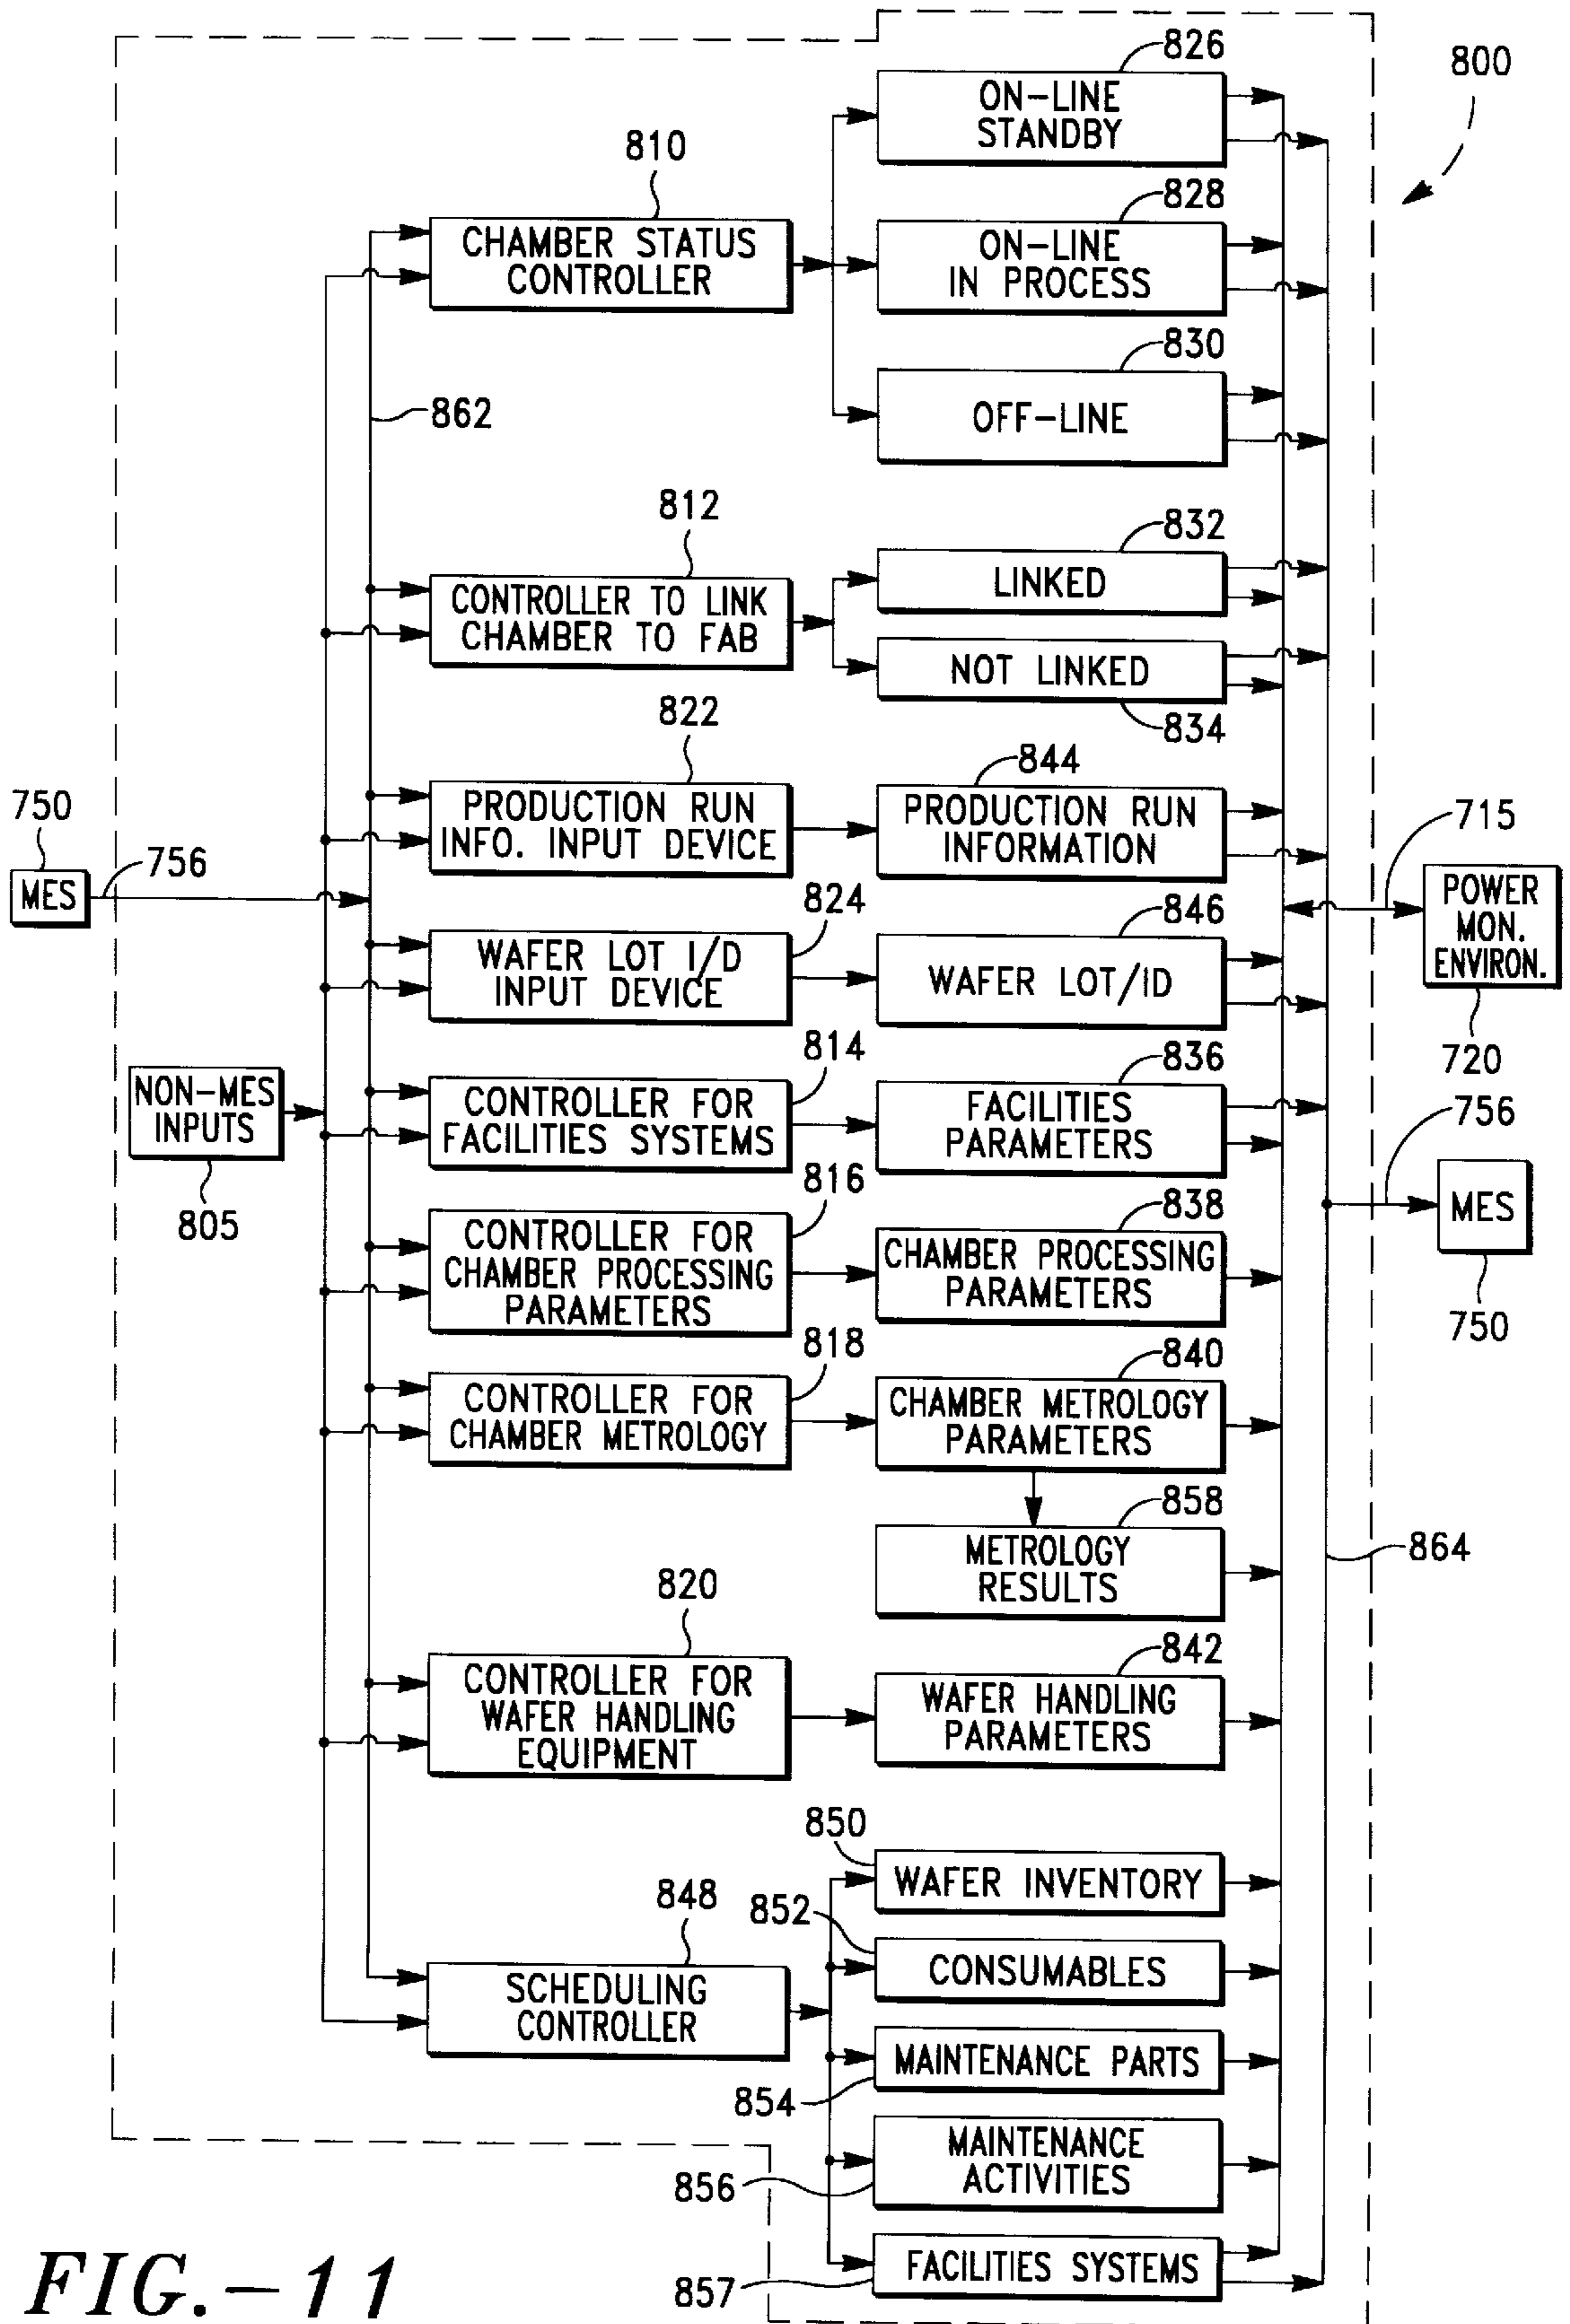 826
800
ON-LINE
STANDBY
810
828
CHAMBER STATUS
CONTROLLER
ON-LINE
IN PROCESS
830
862
OFF-LINE
812
832
CONTROLLER TO LINK
CHAMBER TO FAB
LINKED
NOT LINKED
822
834
844
750
PRODUCTION RUN
INFO. INPUT DEVICE
PRODUCTION RUN
INFORMATION
715
MES
756
824
846
POWER
MON.
ENVIRON.
WAFER LOT I/D
INPUT DEVICE
WAFER LOT/ID
814
836
720
NON-MES
INPUTS
CONTROLLER FOR
FACILITIES SYSTEMS
FACILITIES
PARAMETERS
756
805
816
838
MES
CONTROLLER FOR
CHAMBER PROCESSING
PARAMETERS
CHAMBER PROCESSING
PARAMETERS
750
818
840
CONTROLLER FOR
CHAMBER METROLOGY
CHAMBER METROLOGY
PARAMETERS
858
METROLOGY
RESULTS
864
820
842
CONTROLLER FOR
WAFER HANDLING
EQUIPMENT
WAFER HANDLING
PARAMETERS
850
WAFER INVENTORY
848
852
CONSUMABLES
SCHEDULING
CONTROLLER
MAINTENANCE PARTS
854
MAINTENANCE
ACTIVITIES
856
FACILITIES SYSTEMS
857
FIG.-11